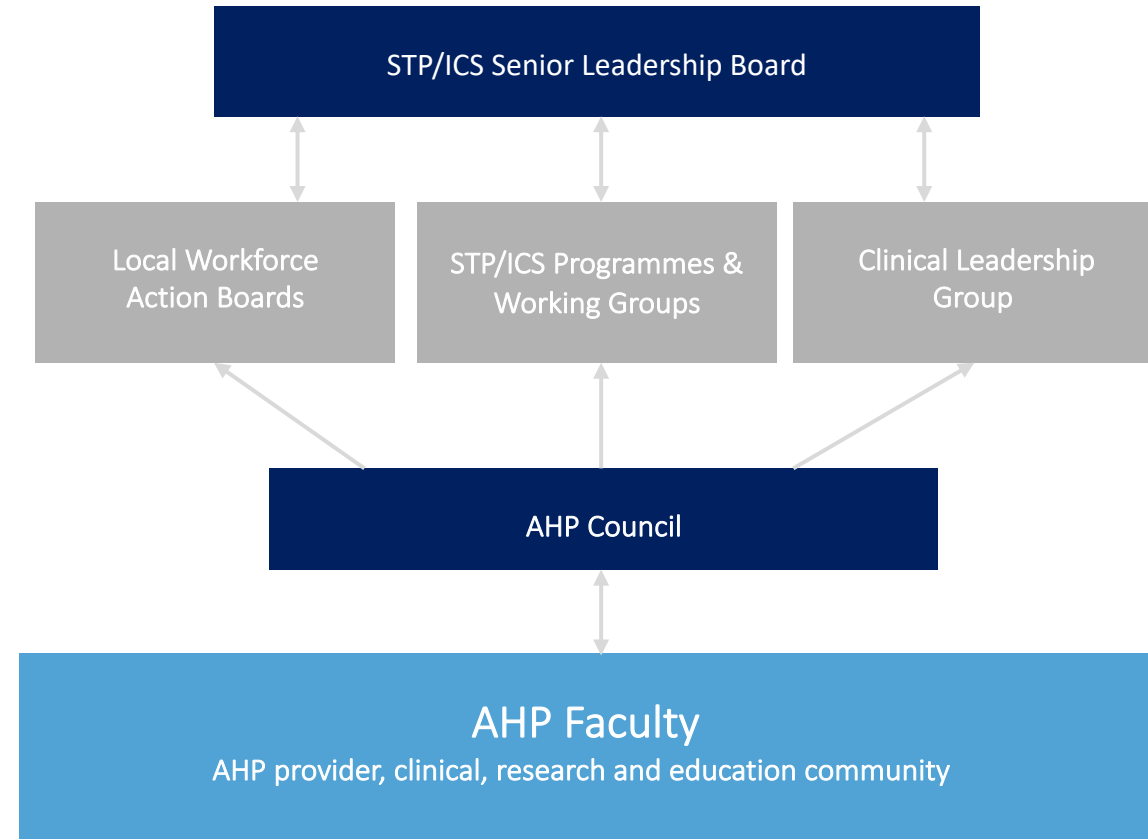 STP/ICS Senior Leadership Board
Local Workforce
Action Boards
STP/ICS Programmes &
Working Groups
Clinical Leadership
Group
AHP Council
AHP Faculty
AHP provider, clinical, research and education community